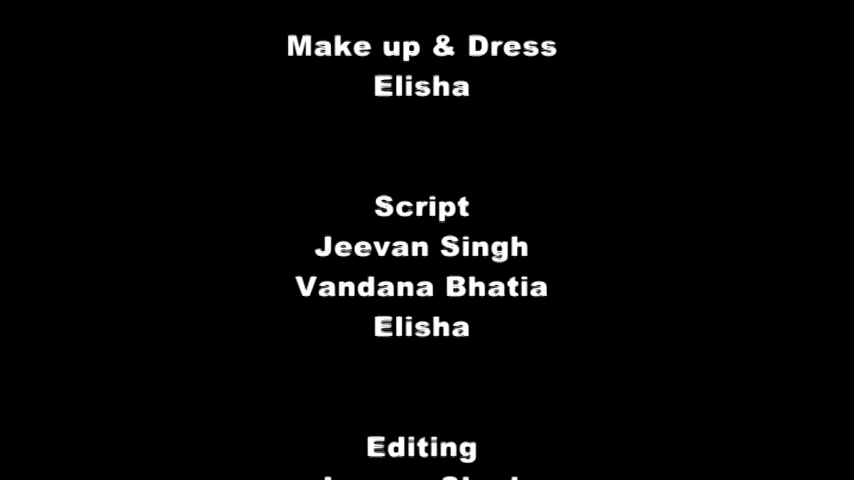 Make up & Dress
Elisha
Script
Jeevan Singh
Vandana Bhatia
Elisha
Editing